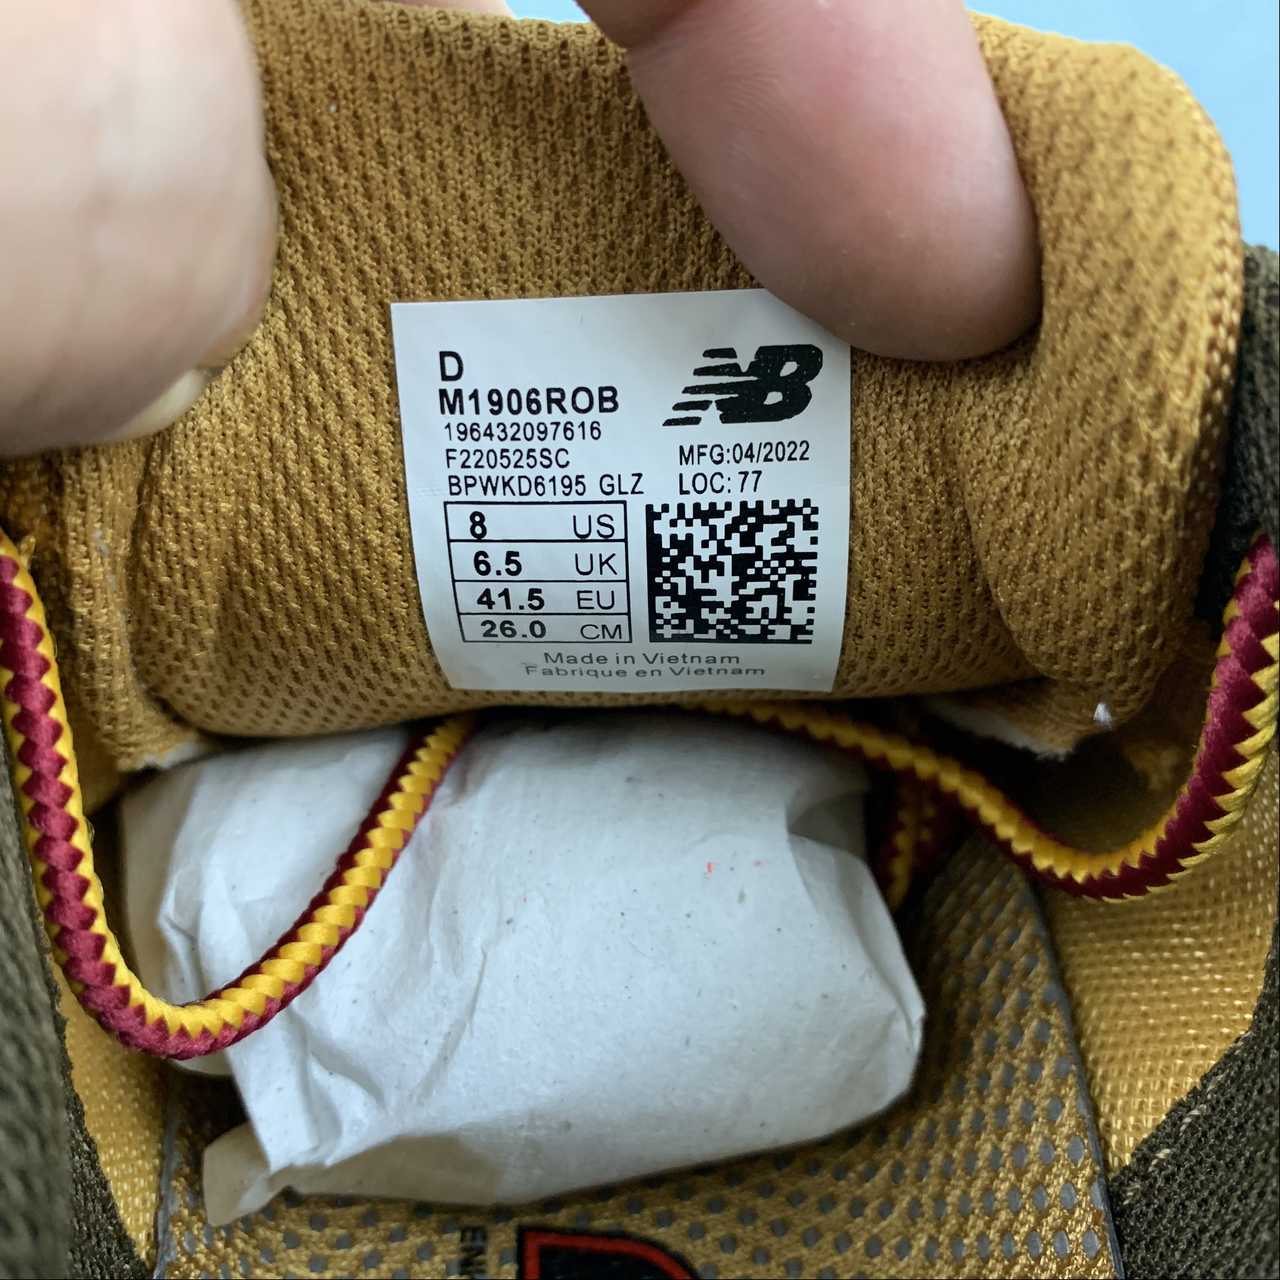 D
M1906ROB
196432097616
F220525SC
BPWKD6195 GLZ
NB
MFG:04/2022
LOC: 77
8 US
6.5 UK
41.5 EU
26.0 CM
Made in Vietnam
Fabrique en Vietnam